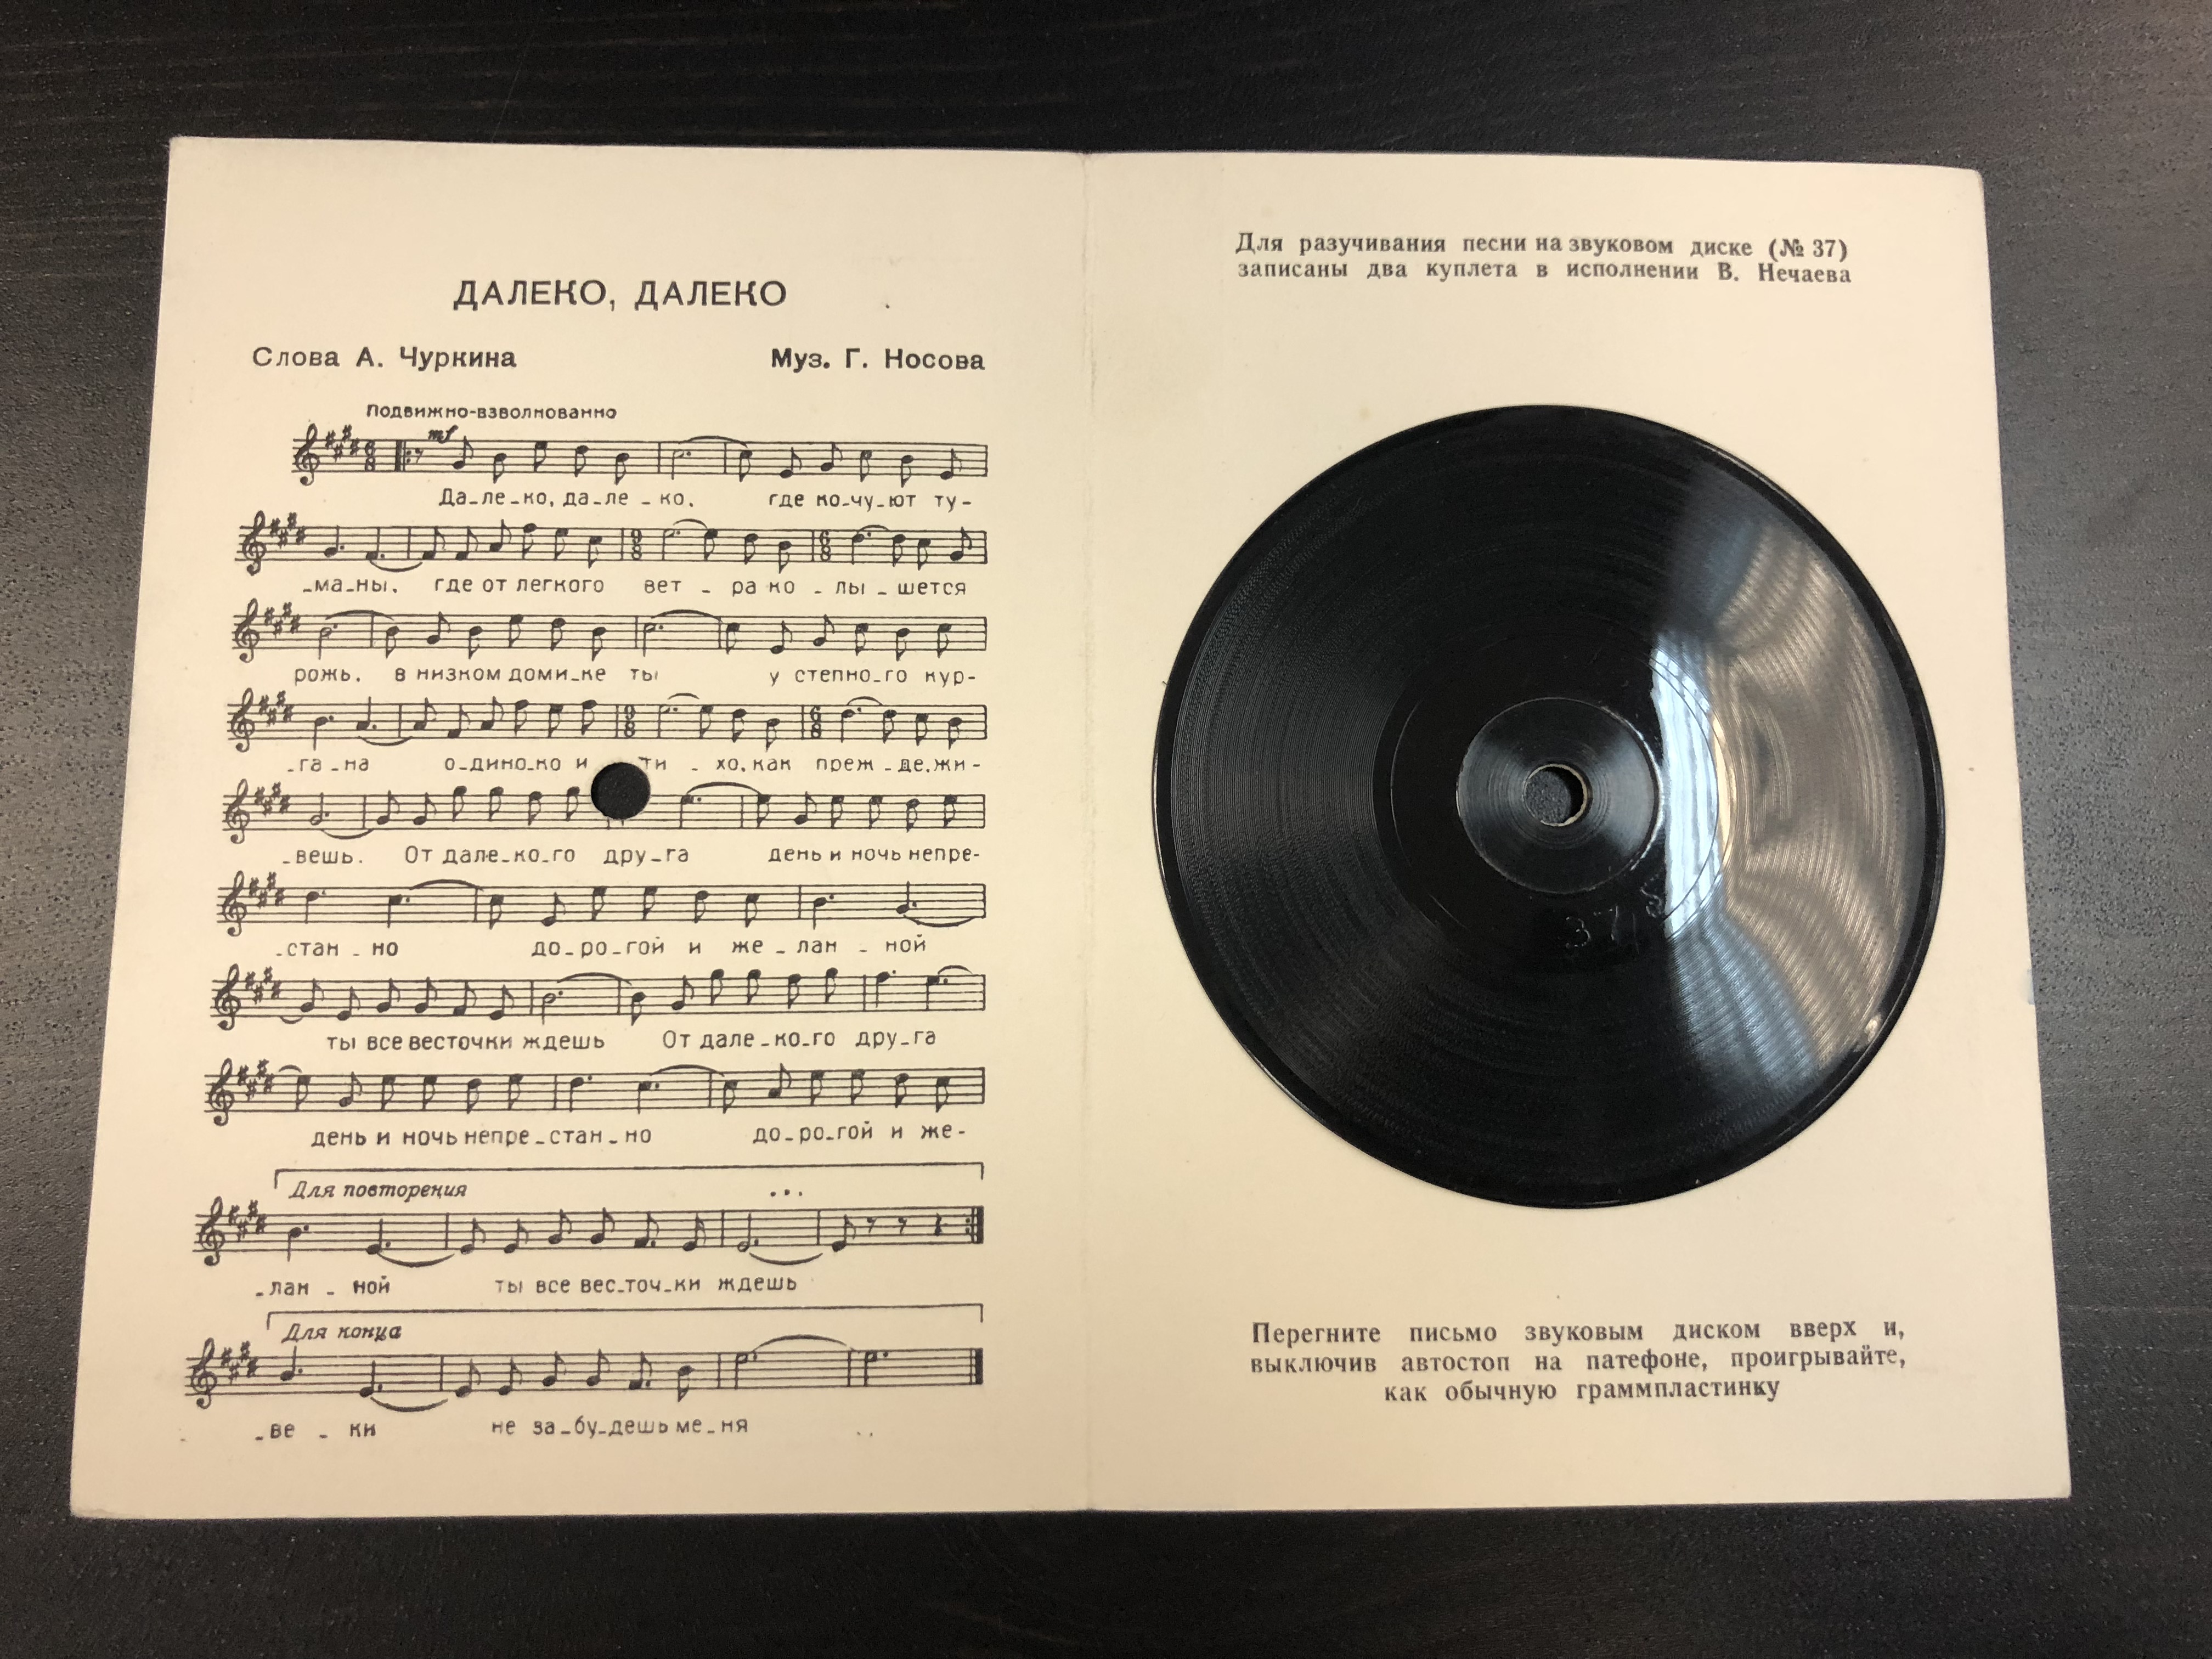 ДАЛЕКО, ДАЛЕКО
Слова А. Чуркина
Муз. Г. Носова
Подвижно-взволнованно
mf
Да-ле-ко, да-ле-ко, где ко-чу-ют ту-
-ма-ны, где от легкого вет-ра ко-лы-шется
рожь, в низком доми-ке ты у степно-го кур-
-га-на о-дино-ко и ти-хо, как преж-де, жи-
-вешь. От дале-ко-го дру-га день и ночь непре-
-стан-но до-ро-гой и же-лан-ной
ты все весточки ждешь От дале-ко-го дру-га
день и ночь непре-стан-но до-ро-гой и же-
Для повторения ...
-лан-ной ты все вес-точ-ки ждешь
Для конца
-ве-ки не за-бу-дешь ме-ня
Для разучивания песни на звуковом диске (№ 37)
записаны два куплета в исполнении В. Нечаева
37
Перегните письмо звуковым диском вверх и,
выключив автостоп на патефоне, проигрывайте,
как обычную граммпластинку